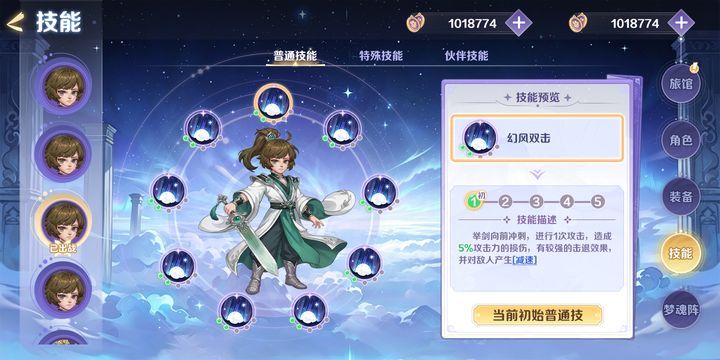 技能
1018774
1018774
普通技能
特殊技能
伙伴技能
已出战
技能预览
幻风双击
初
1 2 3 4 5
技能描述
举剑向前冲刺，进行1次攻击，造成
5%攻击力的损伤，有较强的击退效果，
并对敌人产生[减速]
当前初始普通技
旅馆
角色
装备
技能
梦魂阵